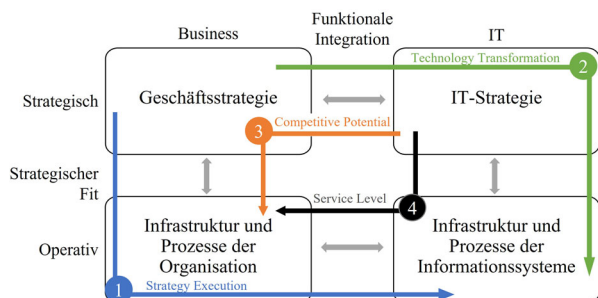 Business
Funktionale
Integration
IT
Technology Transformation
2
Strategisch
Geschäftsstrategie
IT-Strategie
3
Competitive Potential
Strategischer
Fit
Service Level
4
Operativ
Infrastruktur und
Prozesse der
Organisation
Infrastruktur und
Prozesse der
Informationssysteme
1
Strategy Execution